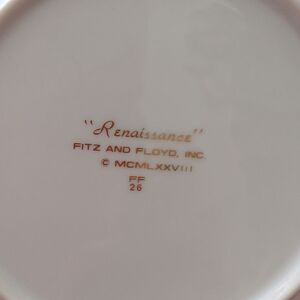 "Renaissance"
FITZ AND FLOYD, INC.
© MCMLXXVIII
FF
26